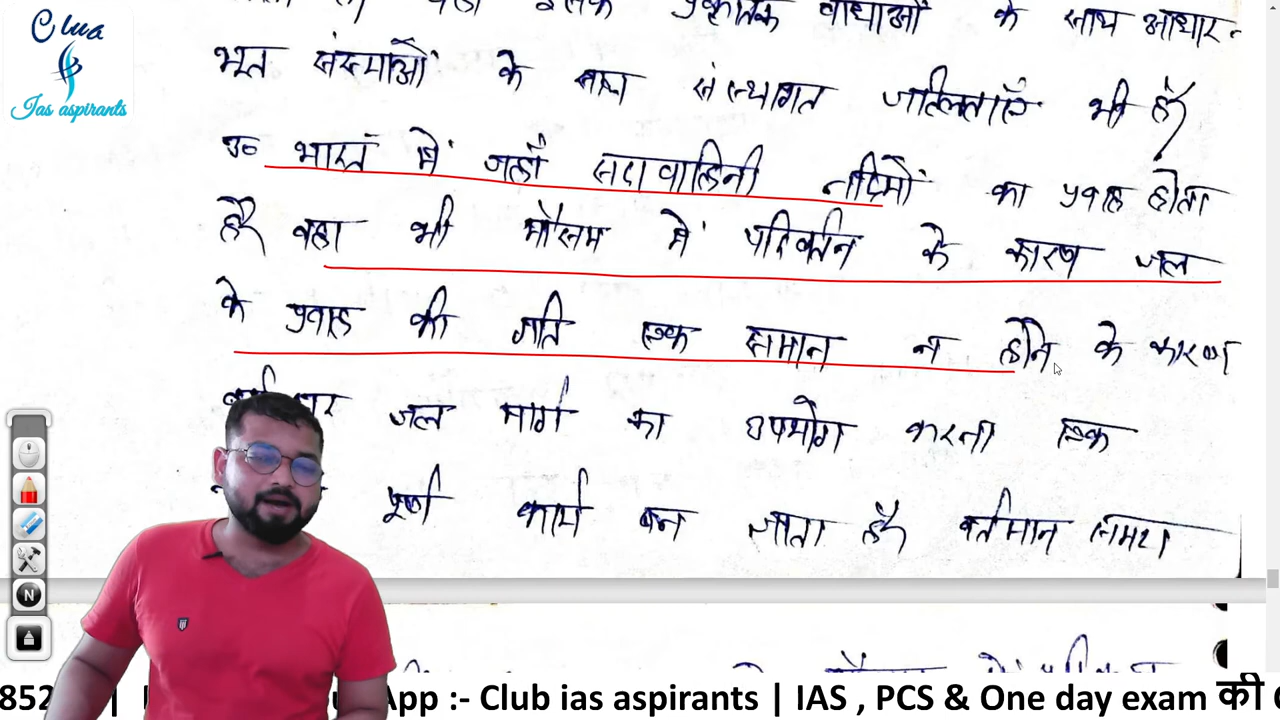 Clua
Ias aspirants
बाधाओं के साथ आधार-
भूत संरचनाओं के साथ संस्थागत जटिलताएँ भी है
उ० भारत में जहाँ सदावाहिनी नदियों का प्रवाह होता
है वहा भी मौसम में परिवर्तन के कारण जल
के प्रवाह की गति एक समान न होने के कारण
जल मार्ग का उपयोग करना एक
पूर्ण कार्य बन जाता है वर्तमान समय
N
852 | App :- Club ias aspirants | IAS , PCS & One day exam की